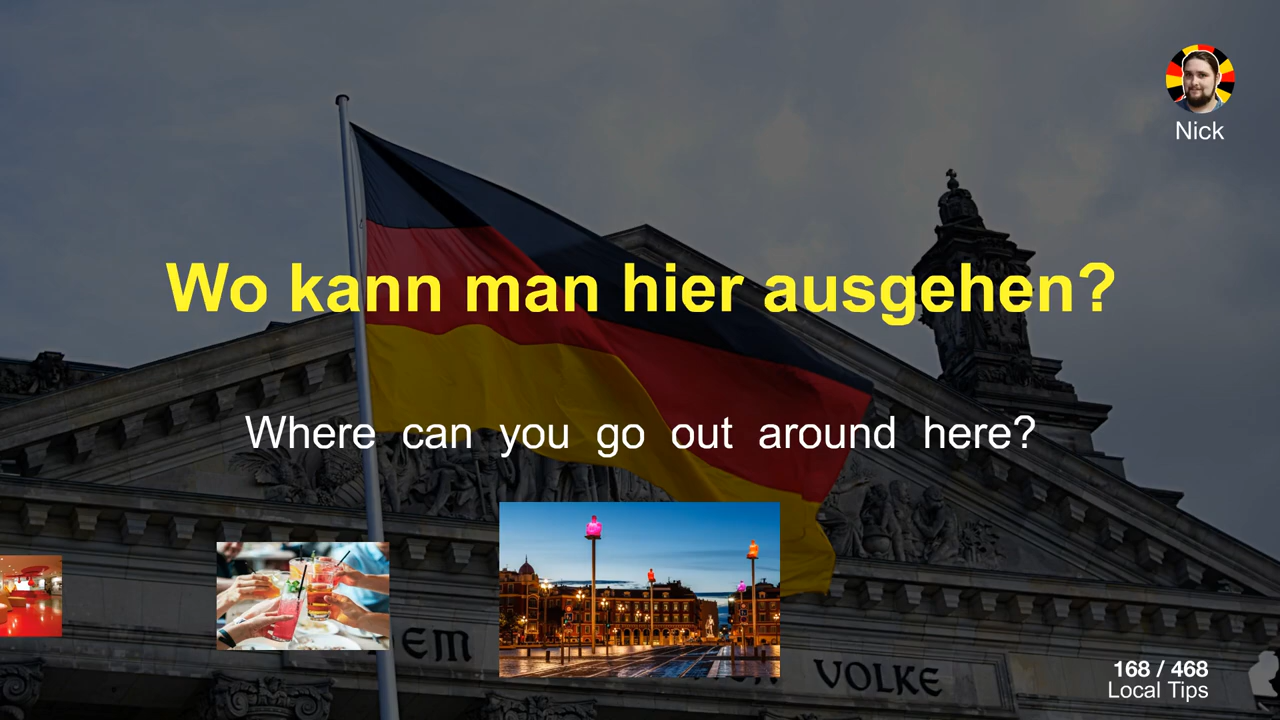 Nick
Wo kann man hier ausgehen?
Where can you go out around here?
EM
VOLKE
168 / 468
Local Tips